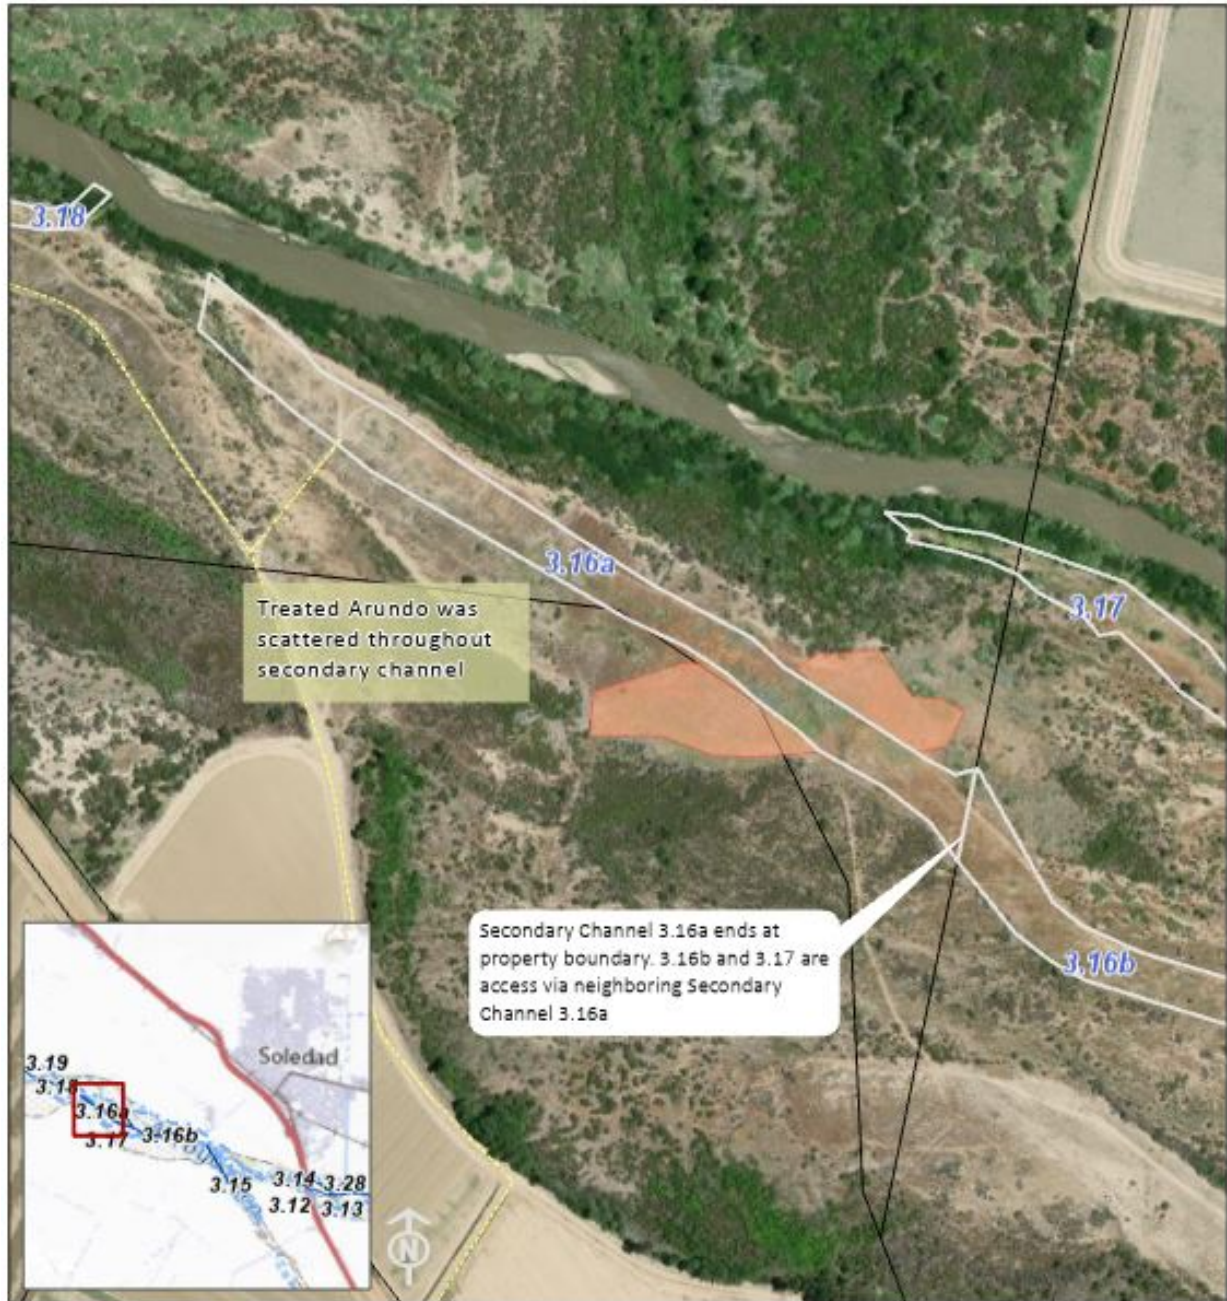 3.18
3.16a
3.17
Treated Arundo was
scattered throughout
secondary channel
Secondary Channel 3.16a ends at
property boundary. 3.16b and 3.17 are
access via neighboring Secondary
Channel 3.16a
3.16b
Soledad
3.19
3.18
3.16a
3.17
3.16b
3.15
3.14
3.28
3.12
3.13
N